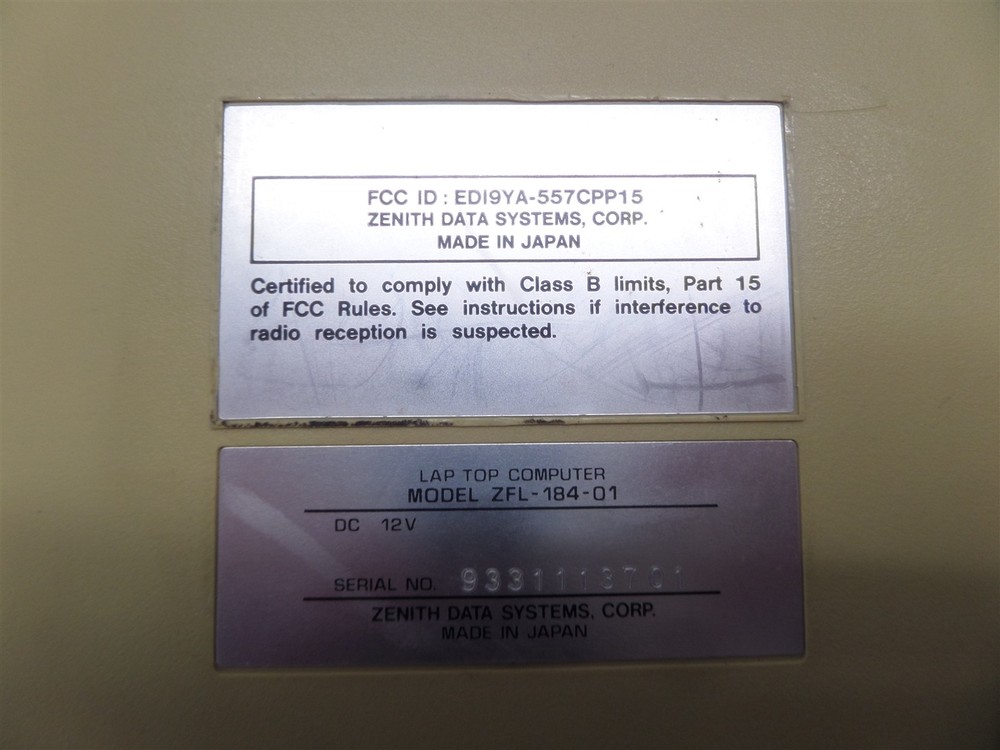 FCC ID : EDI9YA-557CPP15
ZENITH DATA SYSTEMS, CORP.
MADE IN JAPAN
Certified to comply with Class B limits, Part 15
of FCC Rules. See instructions if interference to
radio reception is suspected.
LAP TOP COMPUTER
MODEL ZFL-184-01
DC 12V
SERIAL NO. 9331113701
ZENITH DATA SYSTEMS, CORP.
MADE IN JAPAN